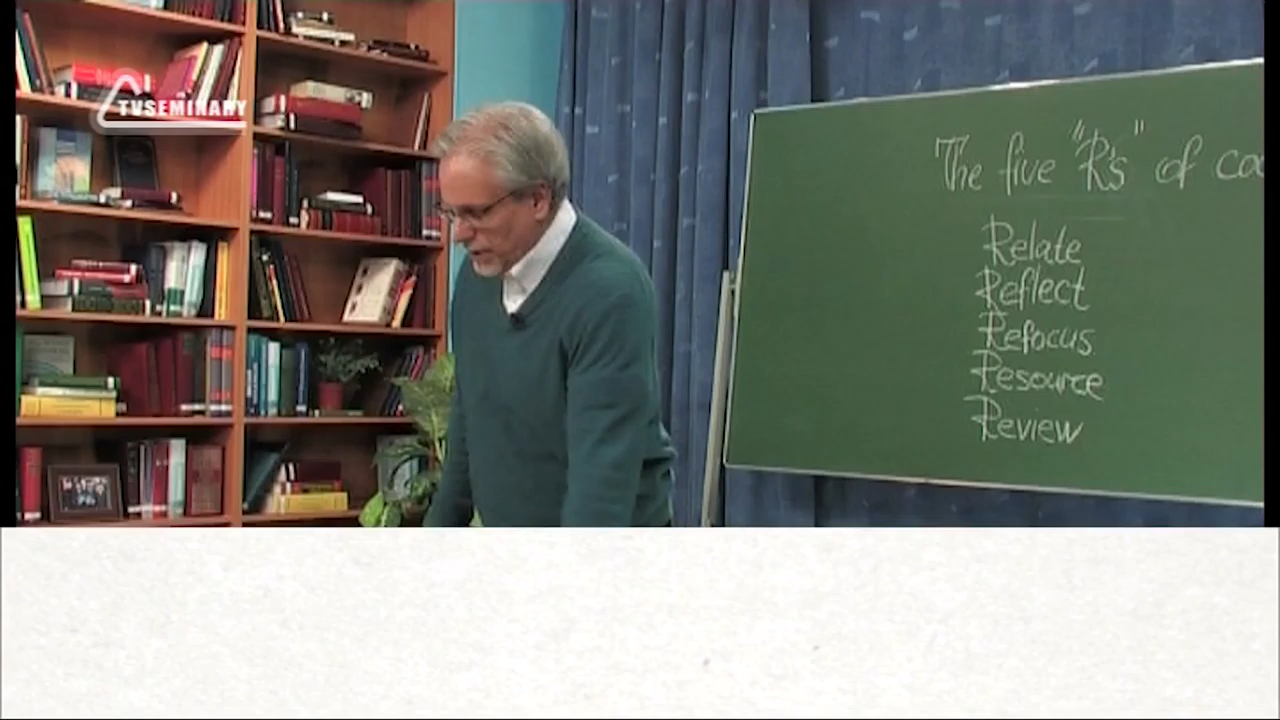 TVSEMINARY
The five "R's" of
Relate
Reflect
Refocus
Resource
Review